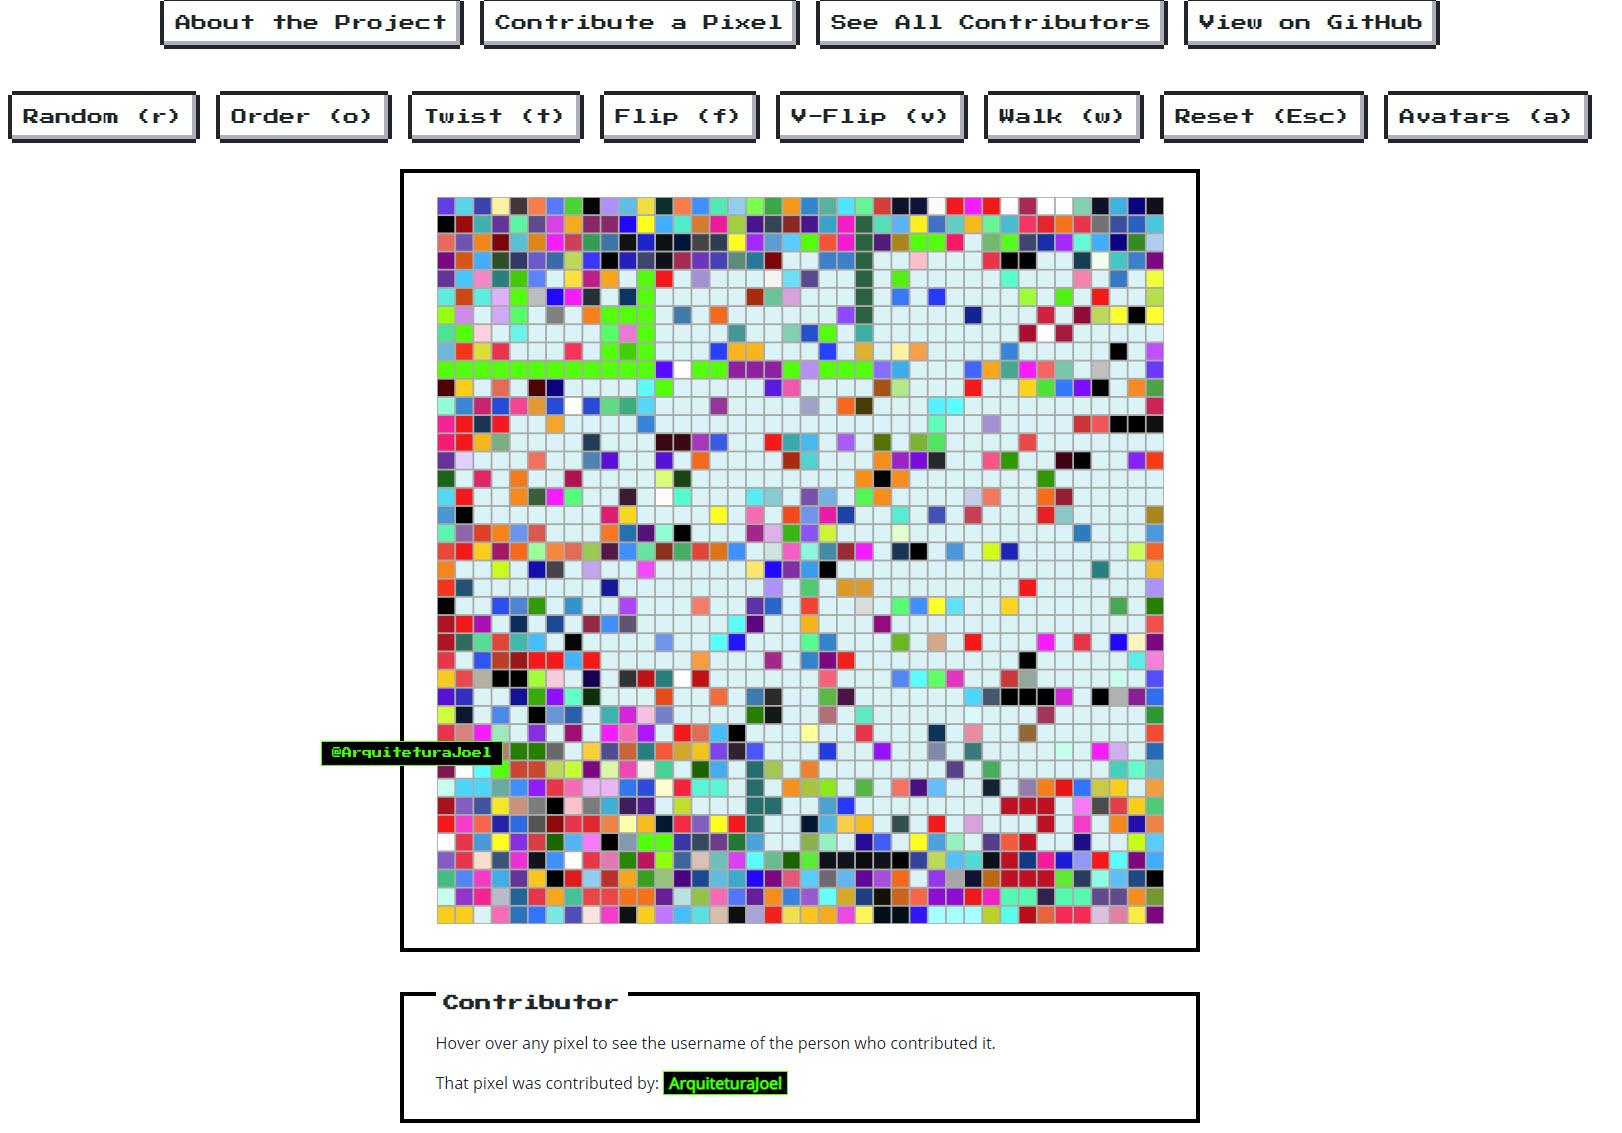 About the Project Contribute a Pixel See All Contributors View on GitHub
Random (r) Order (o) Twist (t) Flip (f) V-Flip (v) Walk (w) Reset (Esc) Avatars (a)
@ArquiteturaJoel
Contributor
Hover over any pixel to see the username of the person who contributed it.
That pixel was contributed by: ArquiteturaJoel